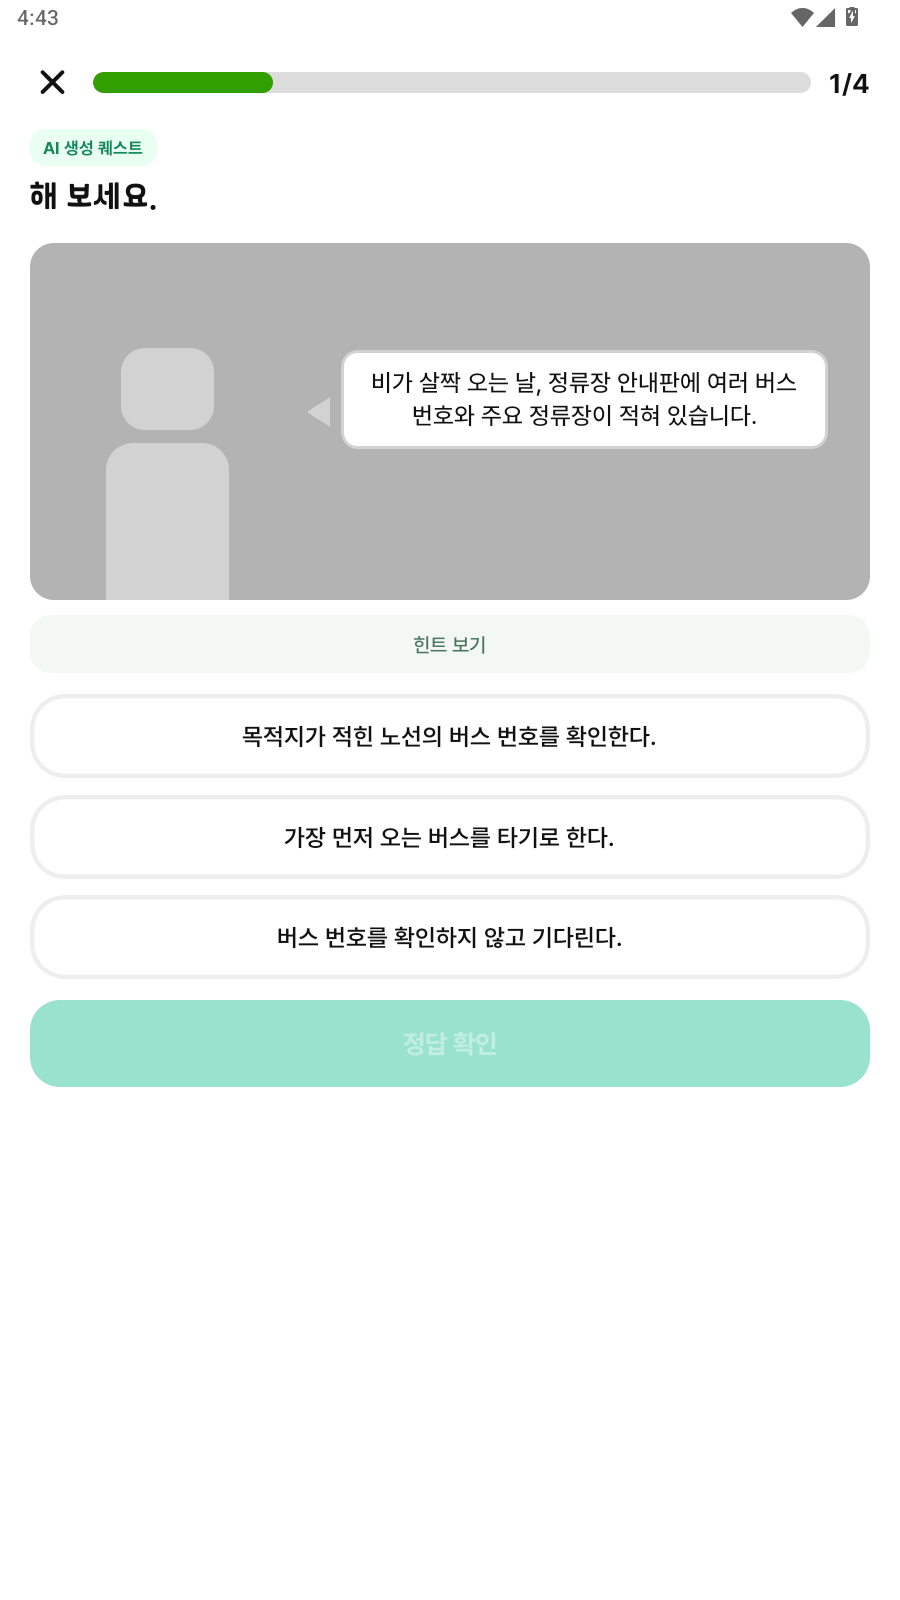 4:43
1/4
AI 생성 퀘스트
해 보세요.
비가 살짝 오는 날, 정류장 안내판에 여러 버스
번호와 주요 정류장이 적혀 있습니다.
힌트 보기
목적지가 적힌 노선의 버스 번호를 확인한다.
가장 먼저 오는 버스를 타기로 한다.
버스 번호를 확인하지 않고 기다린다.
정답 확인